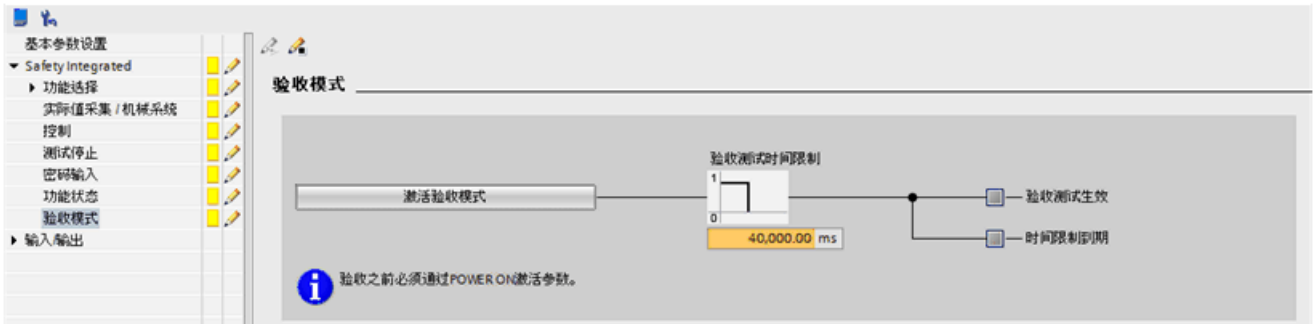 基本参数设置
Safety Integrated
功能选择
实际值采集 / 机械系统
控制
测试停止
密码输入
功能状态
验收模式
输入/输出
验收模式
验收测试时间限制
1
0
激活验收模式
40,000.00 ms
验收测试生效
时间限制到期
i
验收之前必须通过POWER ON激活参数。